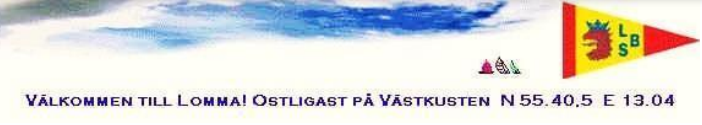 L B
S
VÄLKOMMEN TILL LOMMA! OSTLIGAST PÅ VÄSTKUSTEN N 55.40,5 E 13.04